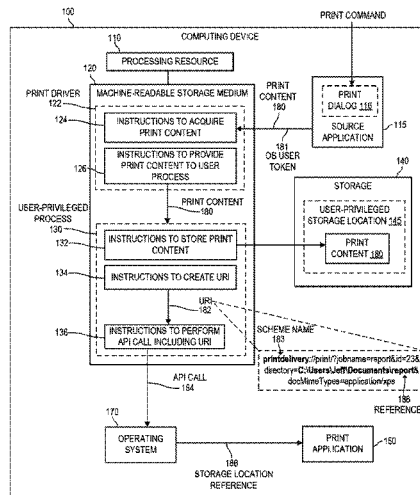 PRINT COMMAND
100
COMPUTING DEVICE
110
PROCESSING RESOURCE
120
PRINT DRIVER
122
MACHINE-READABLE STORAGE MEDIUM
124
INSTRUCTIONS TO ACQUIRE
PRINT CONTENT
126
INSTRUCTIONS TO PROVIDE
PRINT CONTENT TO USER
PROCESS
PRINT
CONTENT
180
181
OS USER
TOKEN
PRINT
DIALOG 116
SOURCE
APPLICATION
115
PRINT CONTENT
180
140
STORAGE
USER-PRIVILEGED
STORAGE LOCATION 145
PRINT
CONTENT 180
USER-PRIVILEGED
PROCESS
130
132
INSTRUCTIONS TO STORE PRINT
CONTENT
134
INSTRUCTIONS TO CREATE URI
182
URI
136
INSTRUCTIONS TO PERFORM
API CALL INCLUDING URI
SCHEME NAME
183
printdelivery://print/?jobname=report&id=23&
directory=C:\Users\Jeff\Documents\report&
docMimeTypes=application/xps
186
REFERENCE
API CALL
184
170
OPERATING
SYSTEM
186
STORAGE LOCATION
REFERENCE
PRINT
APPLICATION
150